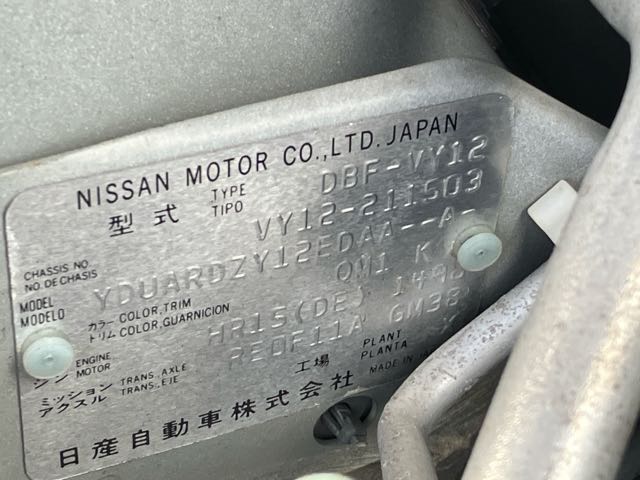 NISSAN MOTOR CO.,LTD. JAPAN
型式 TYPE TIPO DBF-VY12
CHASSIS NO. NO. DE CHASIS VY12-211503
MODEL MODELO YDUARDZY12EDAA--A-
カラー COLOR, TRIM トリム COLOR, GUARNICION QM1 K
エンジン ENGINE MOTOR HR15(DE)
ミッション アクスル TRANS. AXLE TRANS. EJE RE0F11A GM38
工場 PLANT PLANTA
日産自動車株式会社 MADE IN